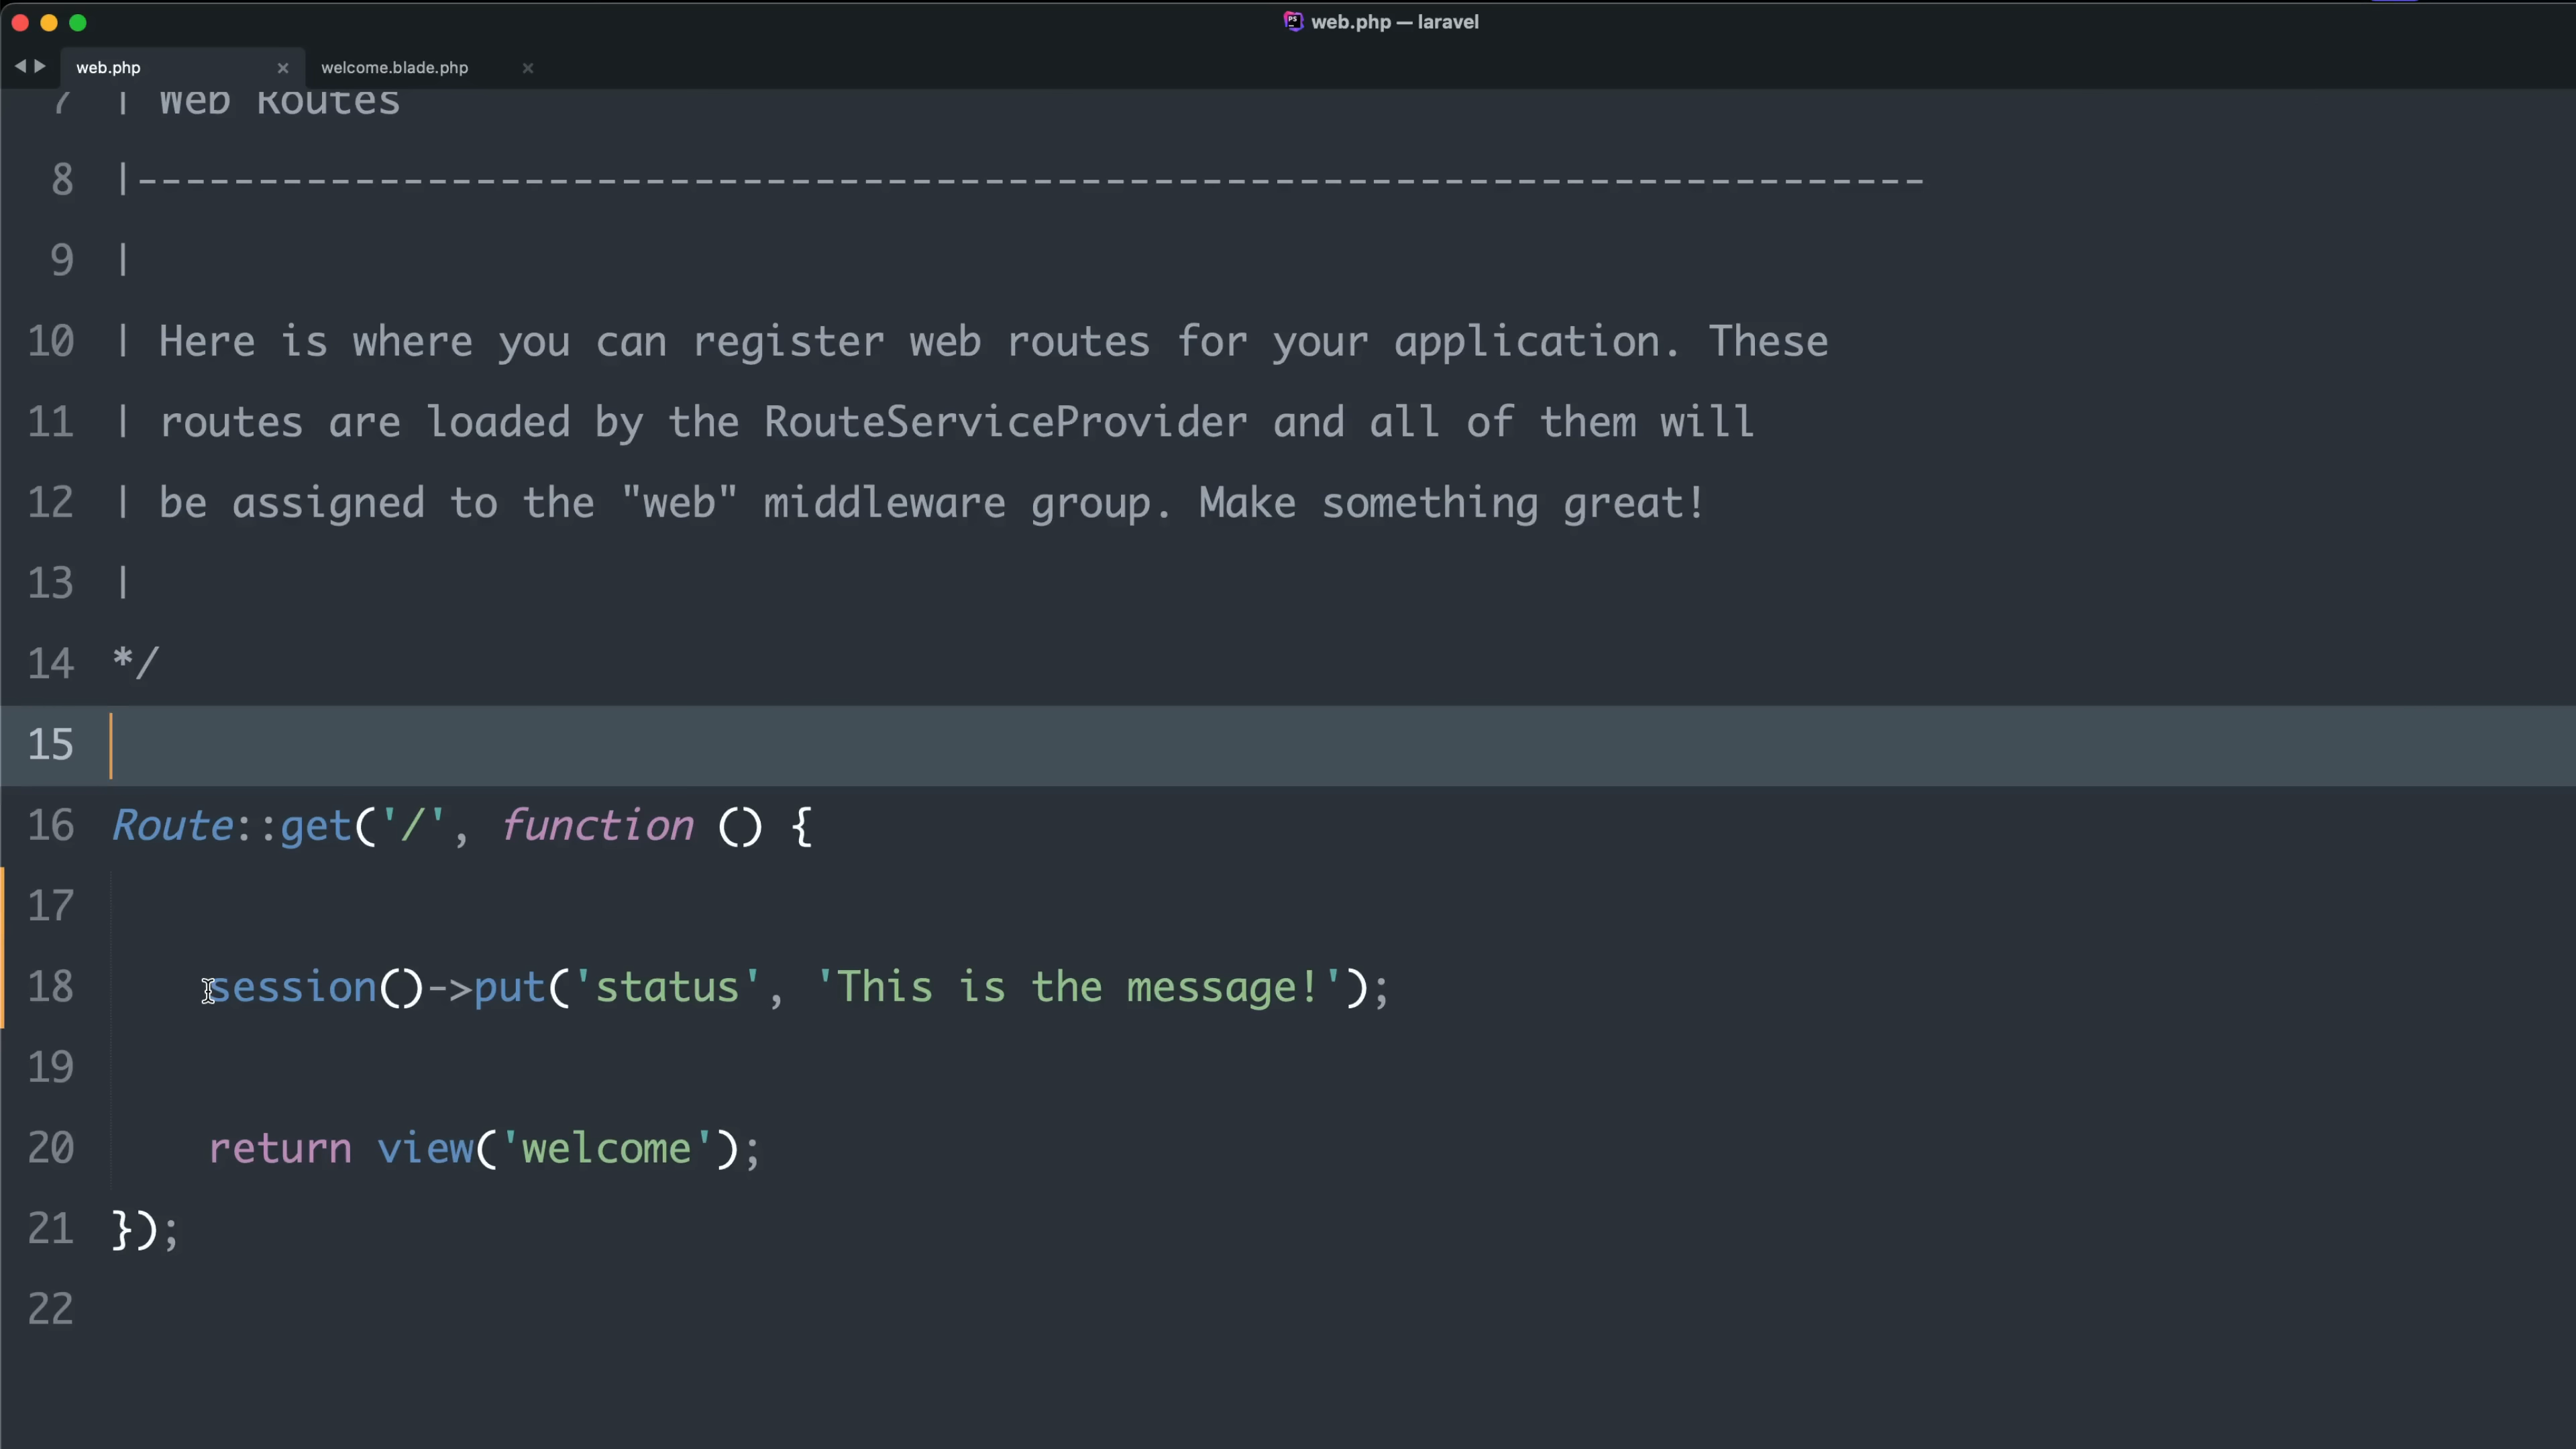 web.php — laravel
web.php welcome.blade.php
7 | Web Routes
8 |--------------------------------------------------------------------------
9 |
10 | Here is where you can register web routes for your application. These
11 | routes are loaded by the RouteServiceProvider and all of them will
12 | be assigned to the "web" middleware group. Make something great!
13 |
14 */
15
16 Route::get('/', function () {
17
18 session()->put('status', 'This is the message!');
19
20 return view('welcome');
21 });
22